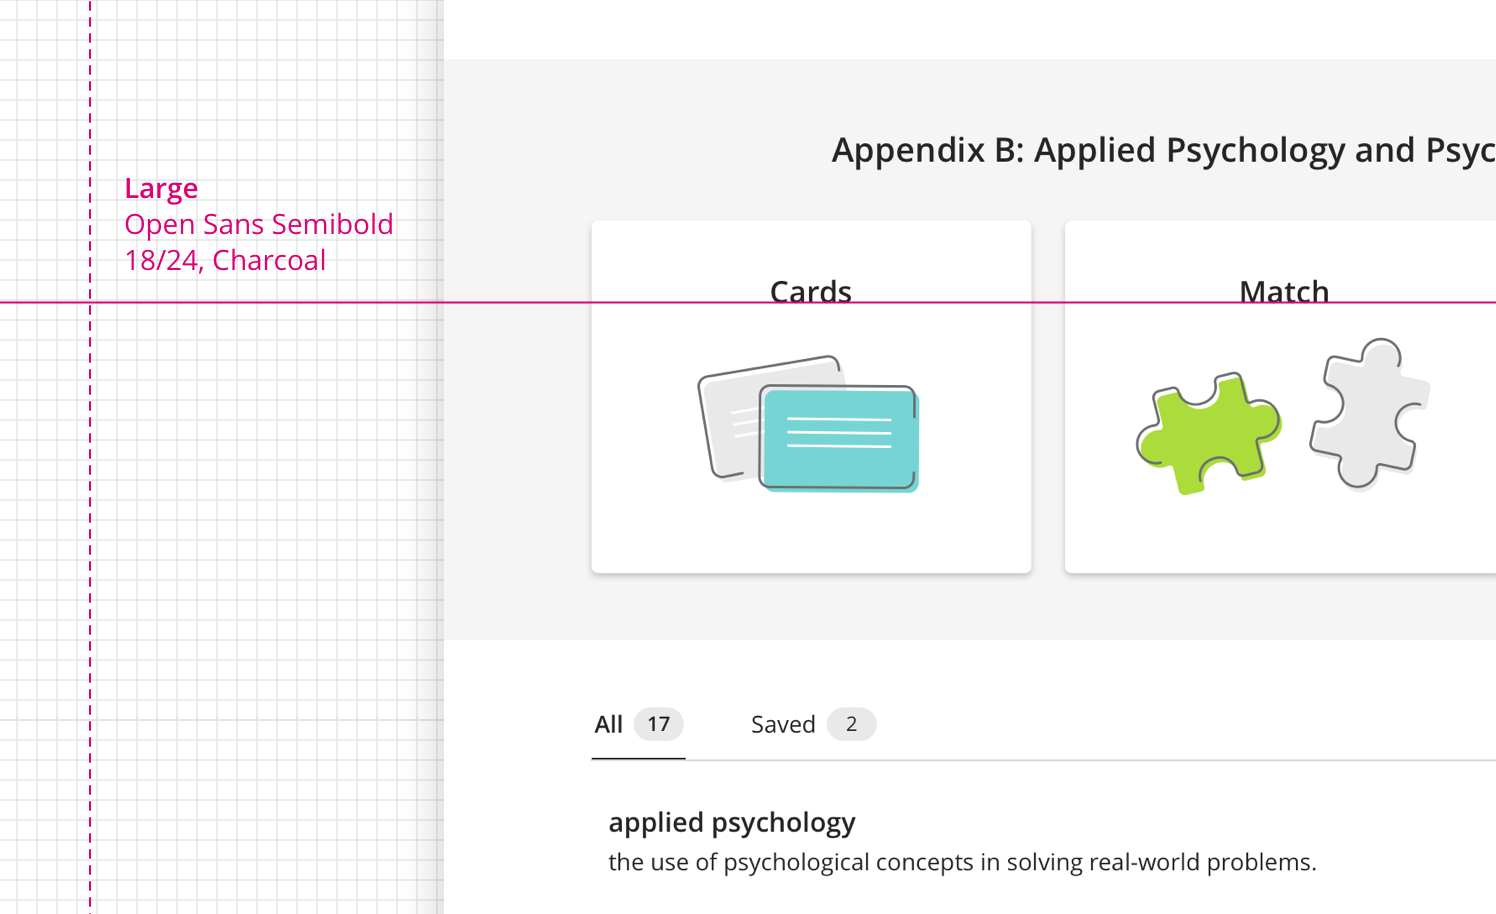 Appendix B: Applied Psychology and
Large
Open Sans Semibold
18/24, Charcoal
Cards
Match
All 17
Saved 2
applied psychology
the use of psychological concepts in solving real-world problems.